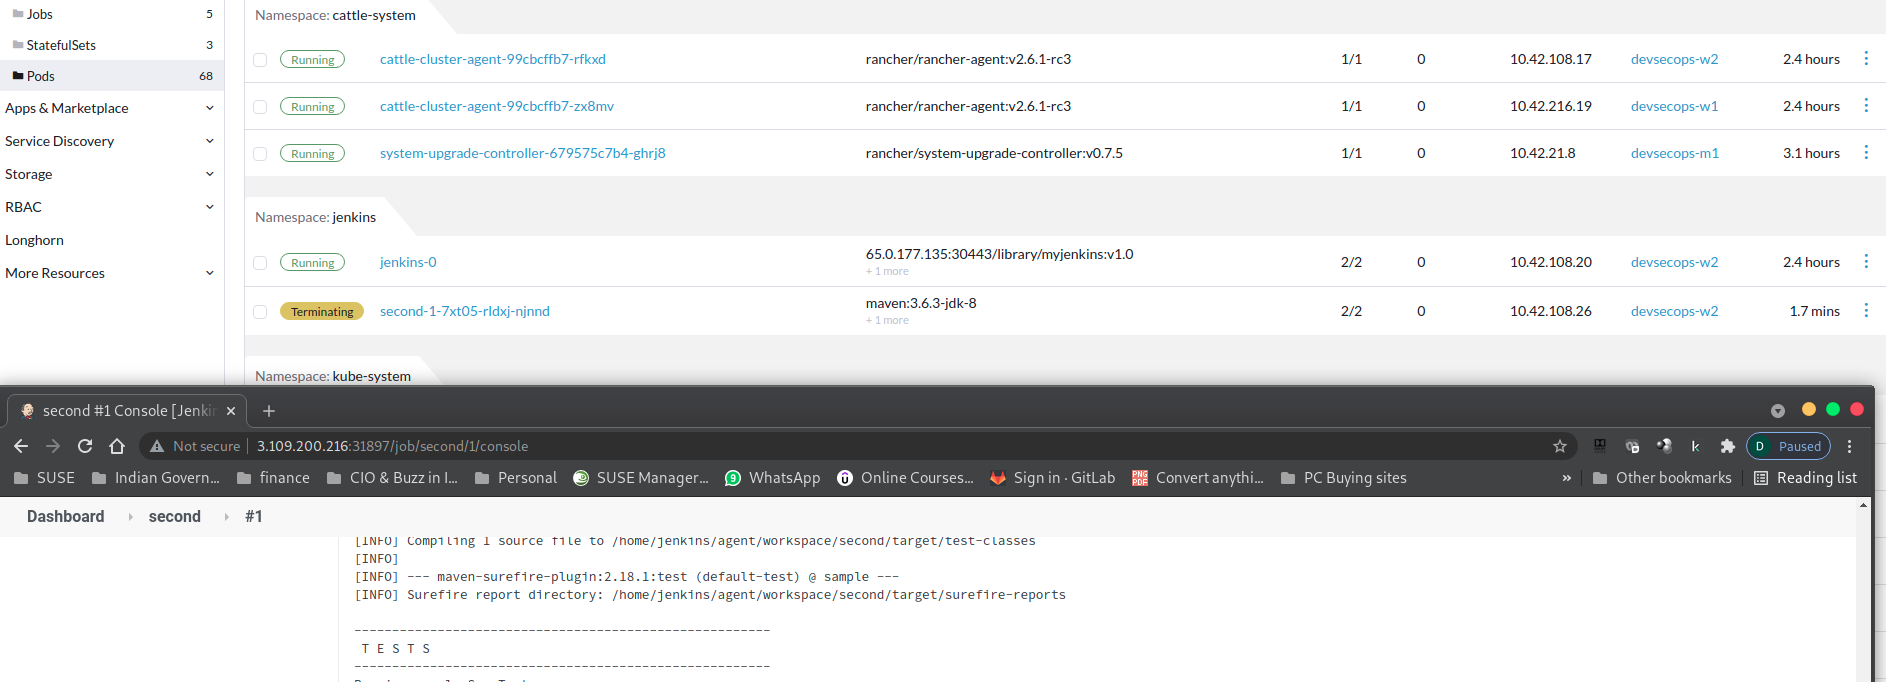 Jobs 5
StatefulSets 3
Pods 68
Apps & Marketplace
Service Discovery
Storage
RBAC
Longhorn
More Resources
Namespace: cattle-system
Running cattle-cluster-agent-99cbcffb7-rfkxd rancher/rancher-agent:v2.6.1-rc3 1/1 0 10.42.108.17 devsecops-w2 2.4 hours
Running cattle-cluster-agent-99cbcffb7-zx8mv rancher/rancher-agent:v2.6.1-rc3 1/1 0 10.42.216.19 devsecops-w1 2.4 hours
Running system-upgrade-controller-679575c7b4-ghrj8 rancher/system-upgrade-controller:v0.7.5 1/1 0 10.42.21.8 devsecops-m1 3.1 hours
Namespace: jenkins
Running jenkins-0 65.0.177.135:30443/library/myjenkins:v1.0 2/2 0 10.42.108.20 devsecops-w2 2.4 hours
+ 1 more
Terminating second-1-7xt05-rldxj-njnnd maven:3.6.3-jdk-8 2/2 0 10.42.108.26 devsecops-w2 1.7 mins
+ 1 more
Namespace: kube-system
second #1 Console [Jenkin
Not secure 3.109.200.216:31897/job/second/1/console D Paused
SUSE Indian Govern... finance CIO & Buzz in I... Personal SUSE Manager... 9 WhatsApp Online Courses... Sign in · GitLab PNG PDF Convert anythi... PC Buying sites » Other bookmarks Reading list
Dashboard second #1
[INFO] Compiling 1 source file to /home/jenkins/agent/workspace/second/target/test-classes
[INFO]
[INFO] --- maven-surefire-plugin:2.18.1:test (default-test) @ sample ---
[INFO] Surefire report directory: /home/jenkins/agent/workspace/second/target/surefire-reports
-------------------------------------------------------
T E S T S
-------------------------------------------------------